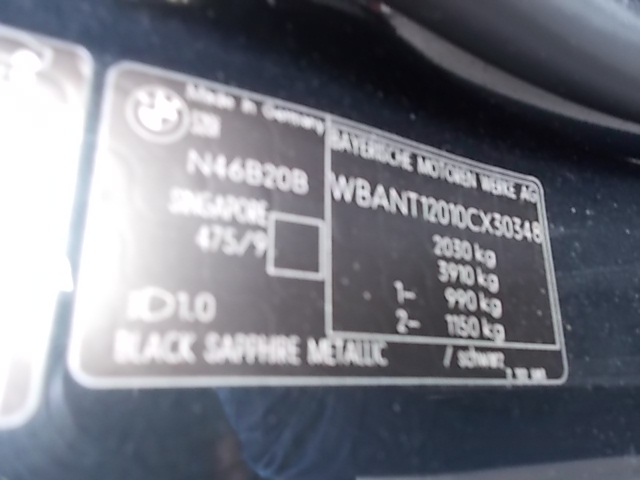 Made in Germany
N46B20B
SINGAPORE
475/9
1.0
BLACK SAPPHIRE METALLIC / schwarz
BAYERISCHE MOTOREN WERKE AG
WBANT12010CX30348
2030 kg
3910 kg
1- 990 kg
2- 1150 kg